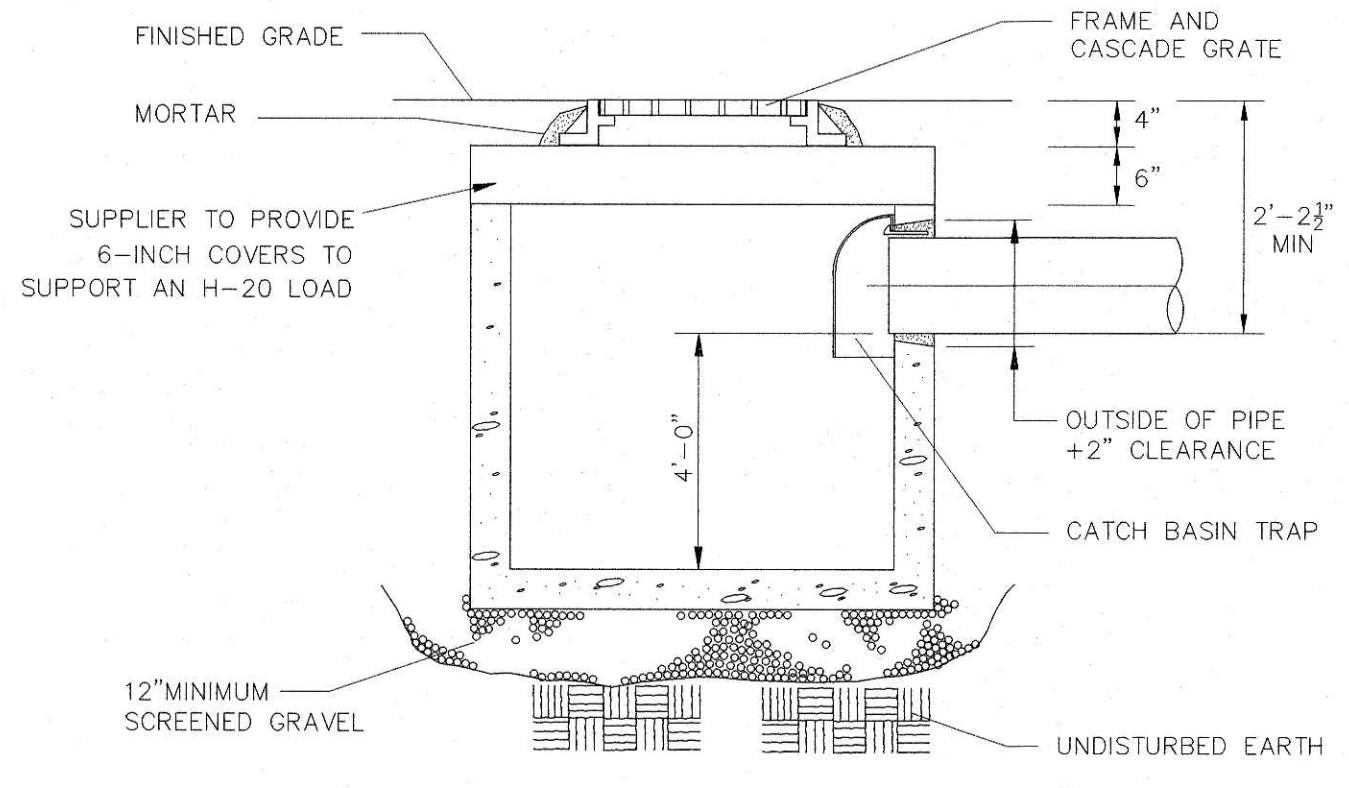 FINISHED GRADE
FRAME AND
CASCADE GRATE
MORTAR
4"
6"
SUPPLIER TO PROVIDE
6-INCH COVERS TO
SUPPORT AN H-20 LOAD
2'-2½"
MIN
4'-0"
OUTSIDE OF PIPE
+2" CLEARANCE
CATCH BASIN TRAP
12"MINIMUM
SCREENED GRAVEL
UNDISTURBED EARTH